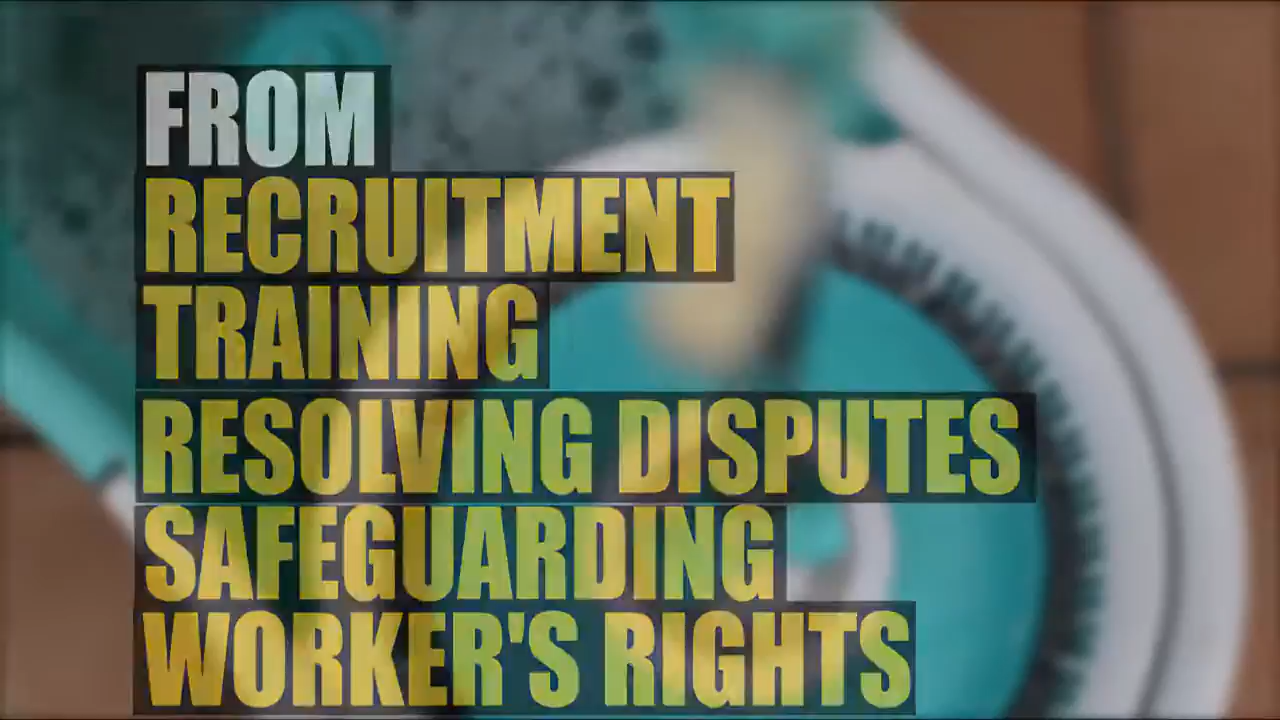 FROM
RECRUITMENT
TRAINING
RESOLVING DISPUTES
SAFEGUARDING
WORKER'S RIGHTS